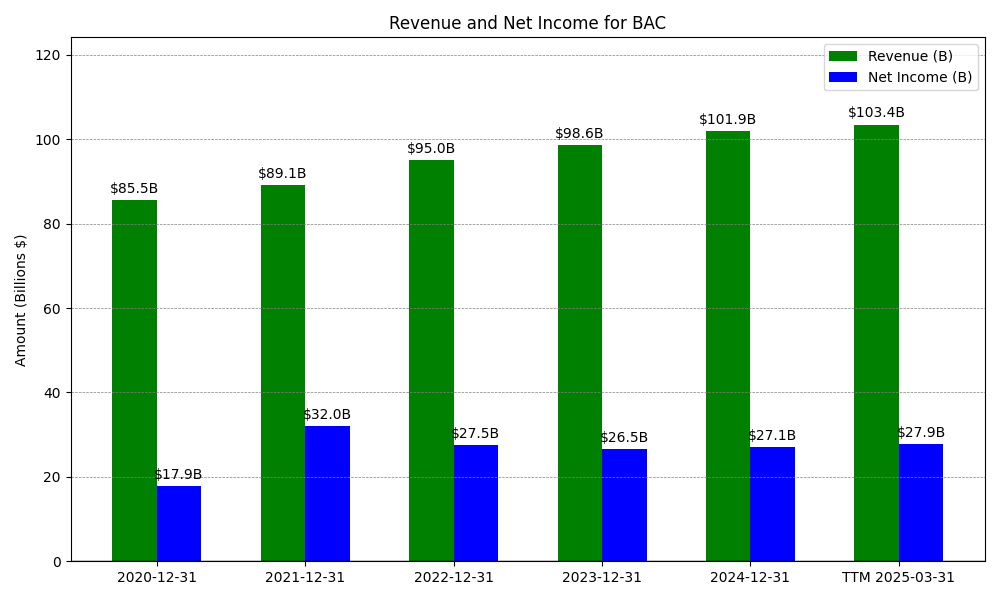 Revenue and Net Income for BAC
Revenue (B)
Net Income (B)
Amount (Billions $)
120
100
80
60
40
20
0
$85.5B
$89.1B
$95.0B
$98.6B
$101.9B
$103.4B
$17.9B
$32.0B
$27.5B
$26.5B
$27.1B
$27.9B
2020-12-31
2021-12-31
2022-12-31
2023-12-31
2024-12-31
TTM 2025-03-31